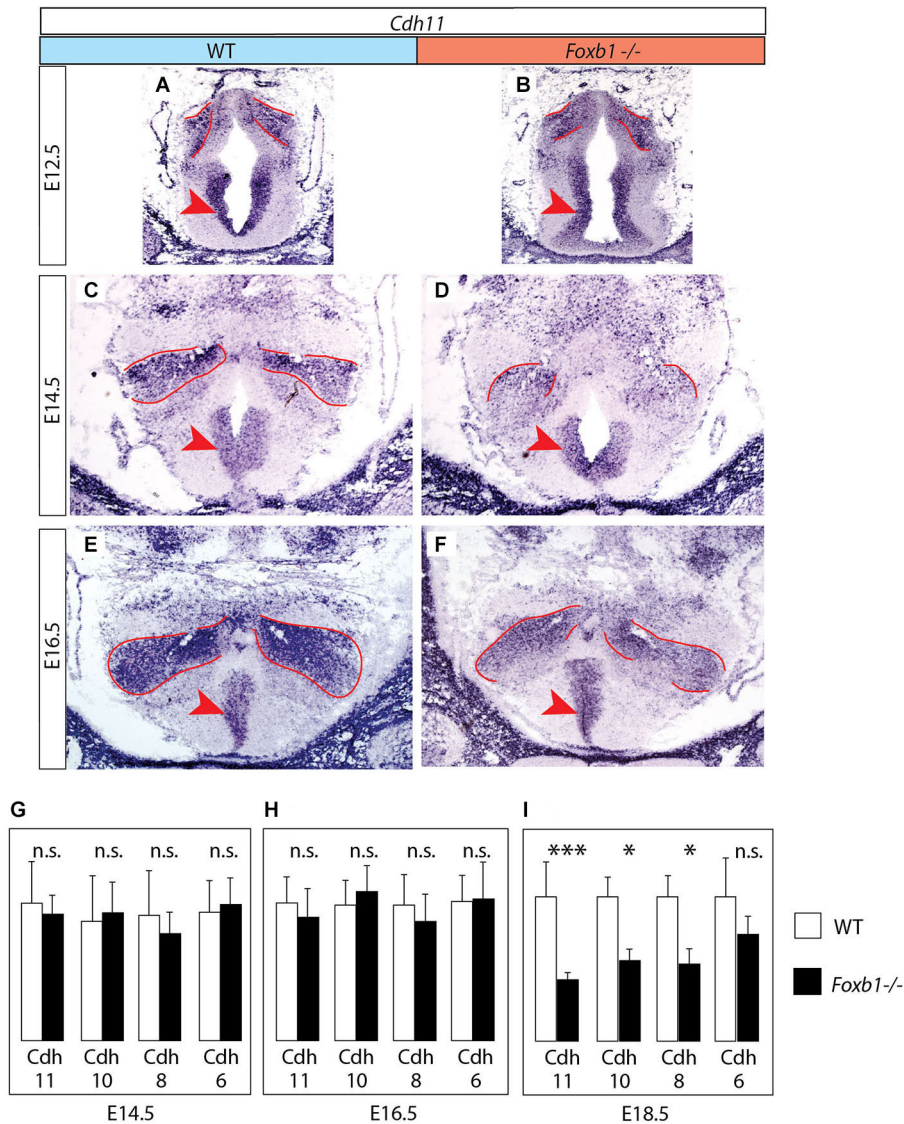 Cdh11
WT Foxb1 -/-
E12.5
A B
E14.5
C D
E16.5
E F
G H I
n.s. n.s. n.s. n.s. n.s. n.s. n.s. n.s. *** * * n.s.
WT
Foxb1-/-
Cdh Cdh Cdh Cdh Cdh Cdh Cdh Cdh Cdh Cdh Cdh Cdh
11 10 8 6 11 10 8 6 11 10 8 6
E14.5 E16.5 E18.5